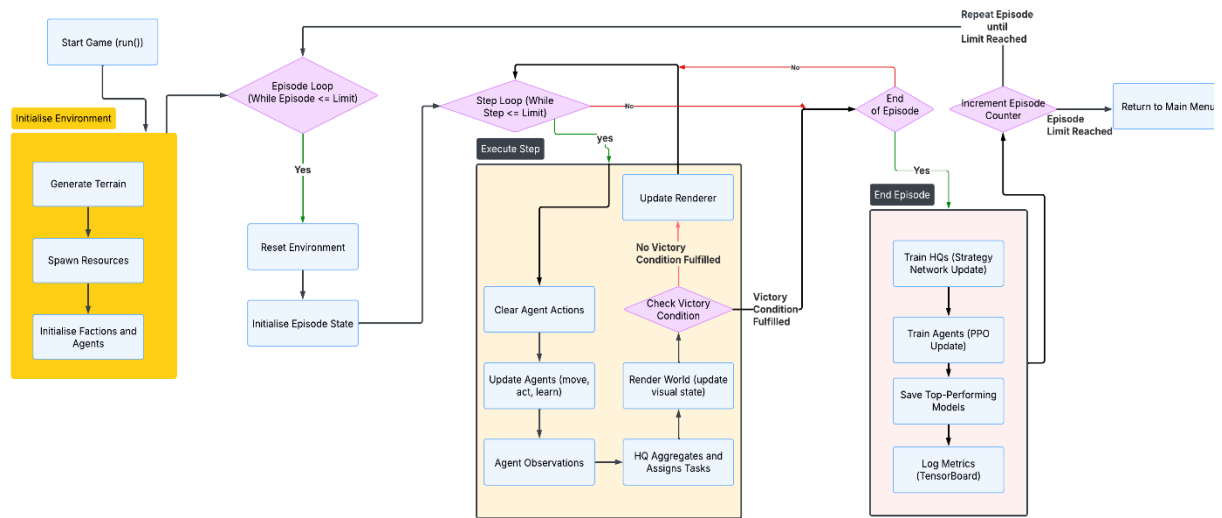 Start Game (run())
Initialise Environment
Generate Terrain
Spawn Resources
Initialise Factions and
Agents
Episode Loop
(While Episode <= Limit)
Yes
Reset Environment
Initialise Episode State
Step Loop (While
Step <= Limit)
No
yes
Execute Step
Clear Agent Actions
Update Agents (move,
act, learn)
Agent Observations
HQ Aggregates and
Assigns Tasks
Render World (update
visual state)
Check Victory
Condition
No Victory
Condition Fulfilled
Update Renderer
Victory
Condition
Fulfilled
No
End
of Episode
Yes
End Episode
Train HQs (Strategy
Network Update)
Train Agents (PPO
Update)
Save Top-Performing
Models
Log Metrics
(TensorBoard)
Repeat Episode
until
Limit Reached
Increment Episode
Counter
Episode
Limit Reached
Return to Main Menu